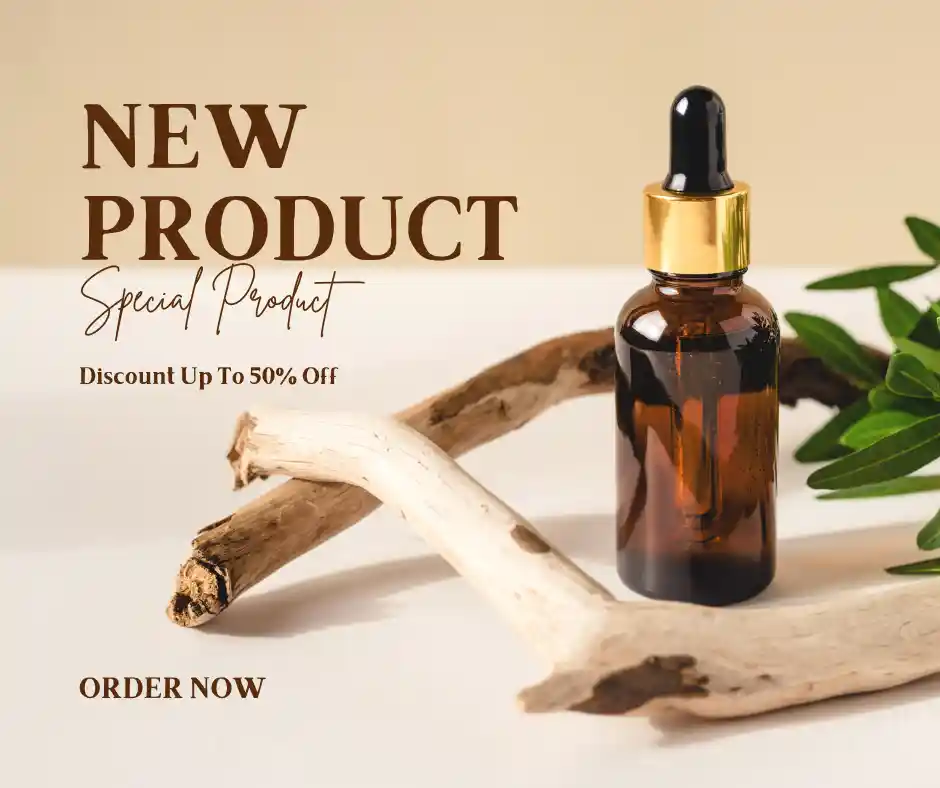 NEW
PRODUCT
Special Product
Discount Up To 50% Off
ORDER NOW